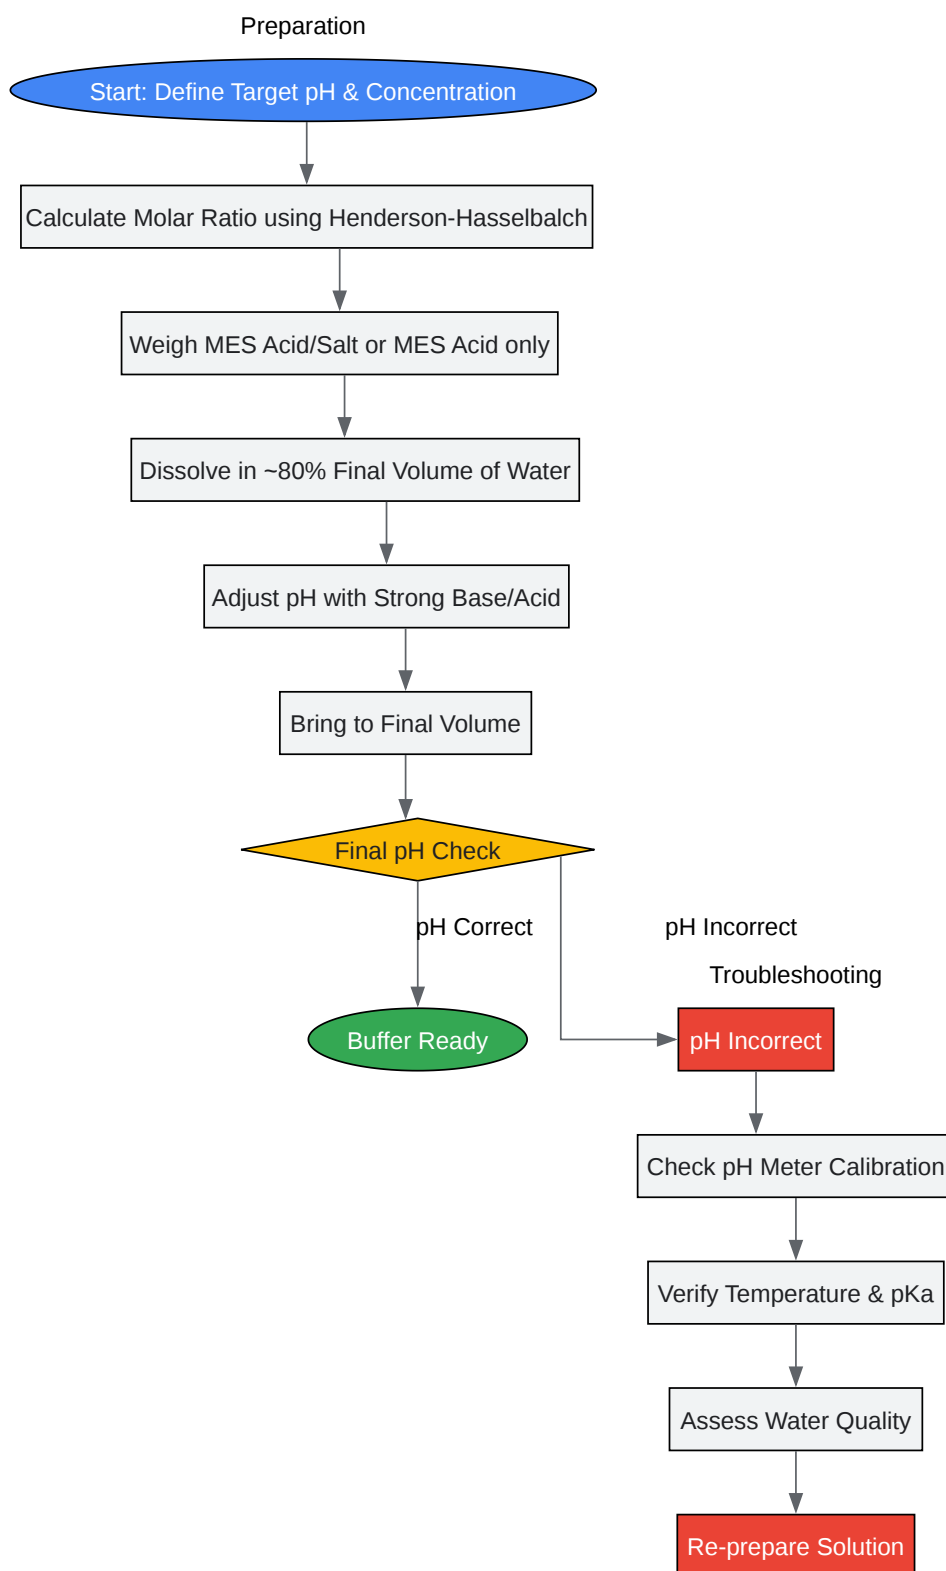 Preparation
Start: Define Target pH & Concentration
Calculate Molar Ratio using Henderson-Hasselbalch
Weigh MES Acid/Salt or MES Acid only
Dissolve in ~80% Final Volume of Water
Adjust pH with Strong Base/Acid
Bring to Final Volume
Final pH Check
pH Correct
pH Incorrect
Troubleshooting
Buffer Ready
pH Incorrect
Check pH Meter Calibration
Verify Temperature & pKa
Assess Water Quality
Re-prepare Solution